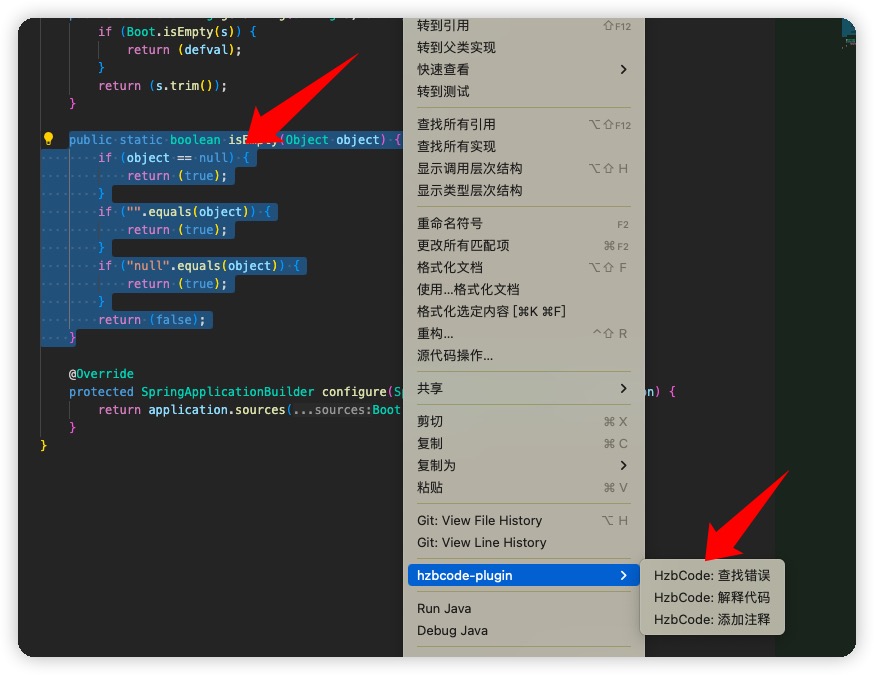 if (Boot.isEmpty(s)) {
return (defval);
}
return (s.trim());
}
public static boolean isEmpty(Object object) {
if (object == null) {
return (true);
}
if ("".equals(object)) {
return (true);
}
if ("null".equals(object)) {
return (true);
}
return (false);
}
@Override
protected SpringApplicationBuilder configure(S
on) {
return application.sources(...sources:Boot
}
}
转到引用 ⇧F12
转到父类实现
快速查看
转到测试
查找所有引用 ⌥⇧F12
查找所有实现
显示调用层次结构 ⌥⇧ H
显示类型层次结构
重命名符号 F2
更改所有匹配项 ⌘F2
格式化文档 ⌥⇧ F
使用...格式化文档
格式化选定内容 [⌘K ⌘F]
重构... ^⇧ R
源代码操作...
共享
剪切 ⌘ X
复制 ⌘ C
复制为
粘贴 ⌘ V
Git: View File History ⌥ H
Git: View Line History
hzbcode-plugin
Run Java
Debug Java
HzbCode: 查找错误
HzbCode: 解释代码
HzbCode: 添加注释